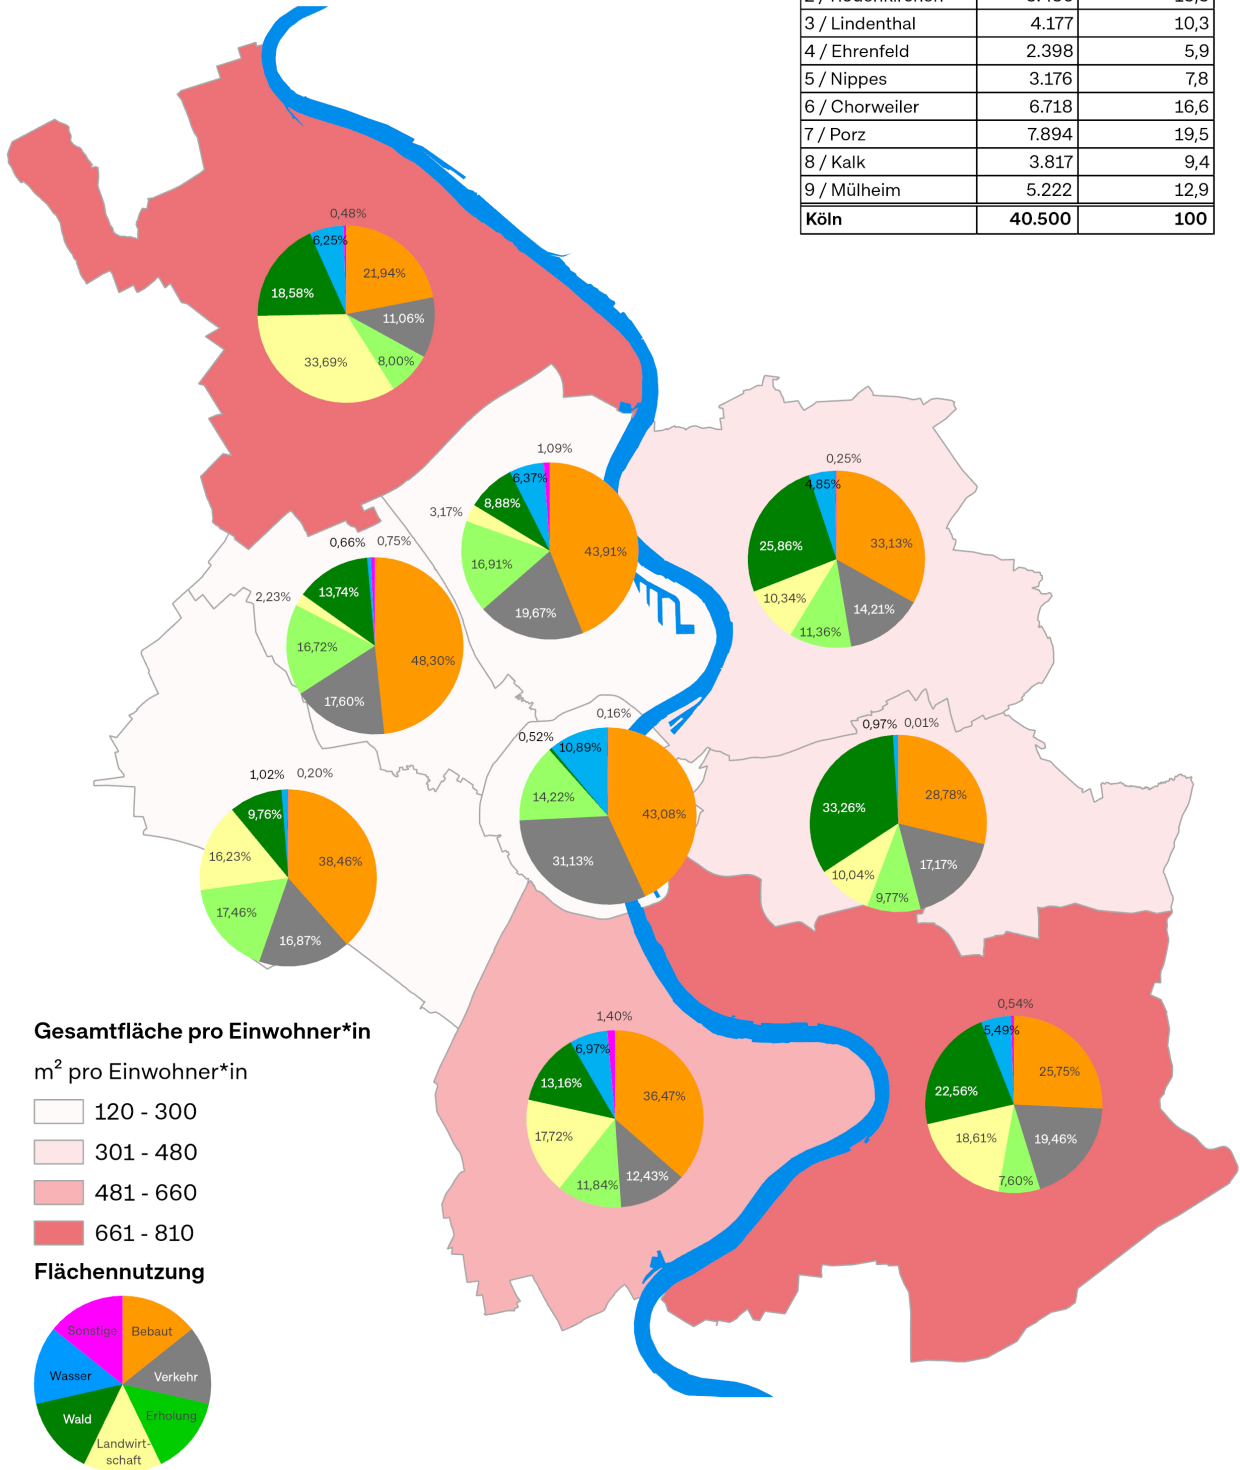 3 / Lindenthal 4.177 10,3
4 / Ehrenfeld 2.398 5,9
5 / Nippes 3.176 7,8
6 / Chorweiler 6.718 16,6
7 / Porz 7.894 19,5
8 / Kalk 3.817 9,4
9 / Mülheim 5.222 12,9
Köln 40.500 100
0,48%
6,25%
21,94%
18,58%
11,06%
33,69%
8,00%
1,09%
6,37%
8,88%
3,17%
43,91%
16,91%
19,67%
0,25%
4,85%
33,13%
25,86%
10,34%
14,21%
11,36%
0,66% 0,75%
13,74%
2,23%
16,72%
48,30%
17,60%
0,16%
0,52%
10,89%
14,22%
43,08%
31,13%
0,97% 0,01%
28,78%
33,26%
17,17%
10,04%
9,77%
1,02% 0,20%
9,76%
16,23%
38,46%
17,46%
16,87%
1,40%
6,97%
13,16%
36,47%
17,72%
12,43%
11,84%
0,54%
5,49%
25,75%
22,56%
18,61%
19,46%
7,60%
Gesamtfläche pro Einwohner*in
m² pro Einwohner*in
120 - 300
301 - 480
481 - 660
661 - 810
Flächennutzung
Sonstige
Bebaut
Wasser
Verkehr
Wald
Erholung
Landwirt-
schaft